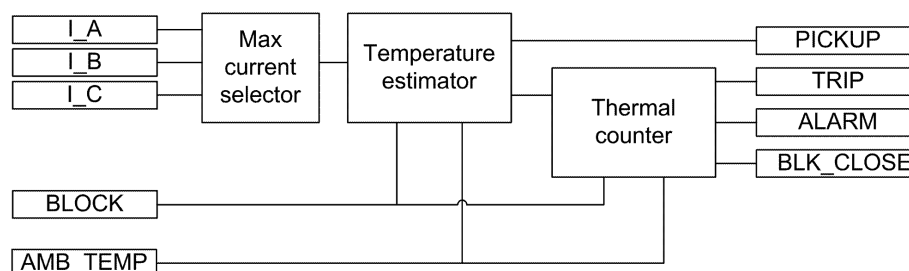 I_A
I_B
I_C
Max
current
selector
Temperature
estimator
Thermal
counter
PICKUP
TRIP
ALARM
BLK_CLOSE
BLOCK
AMB_TEMP